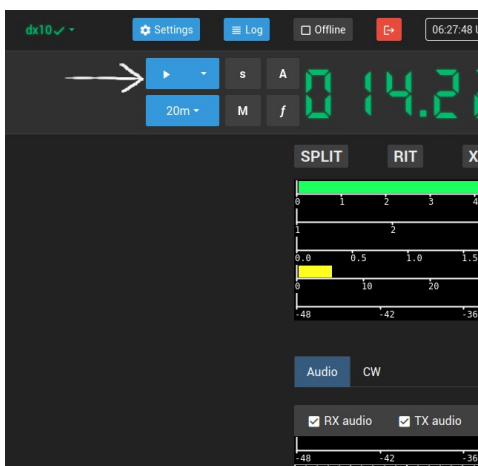 dx10 Settings Log Offline 06:27:48 U
s A
20m M f
014.2
SPLIT RIT X
0 1 2 3 4
1 2
0.0 0.5 1.0 1.5
0 10 20
-48 -42 -36
Audio CW
RX audio TX audio
-48 -42 -36